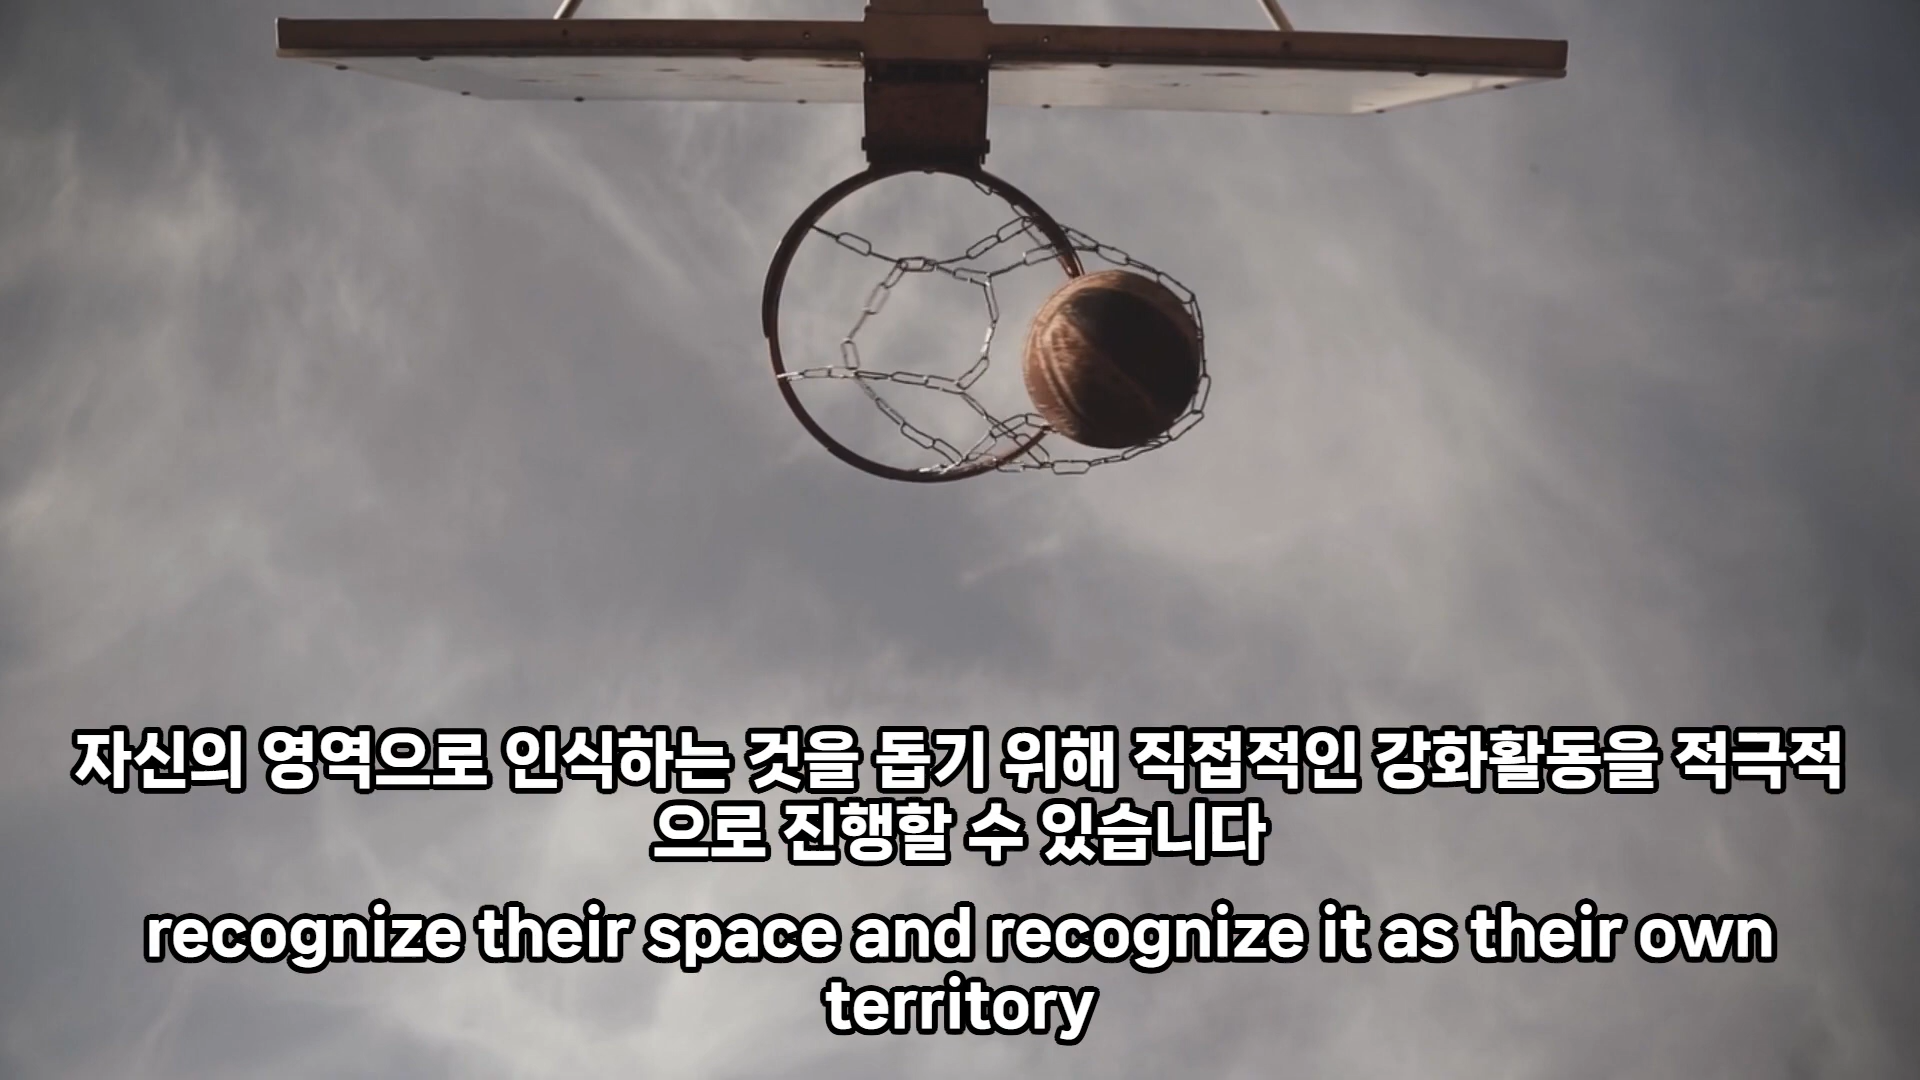 자신의 영역으로 인식하는 것을 돕기 위해 직접적인 강화활동을 적극적
으로 진행할 수 있습니다
recognize their space and recognize it as their own
territory